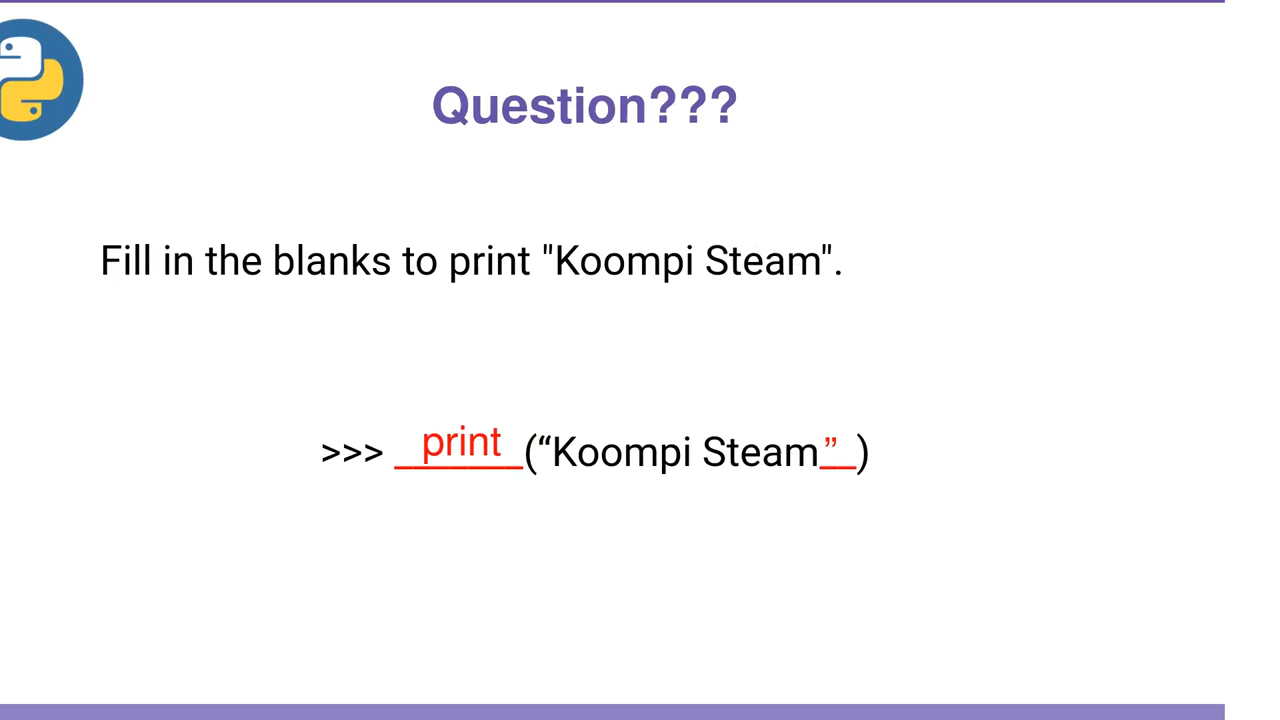 Question???
Fill in the blanks to print "Koompi Steam".
>>> print(“Koompi Steam”)